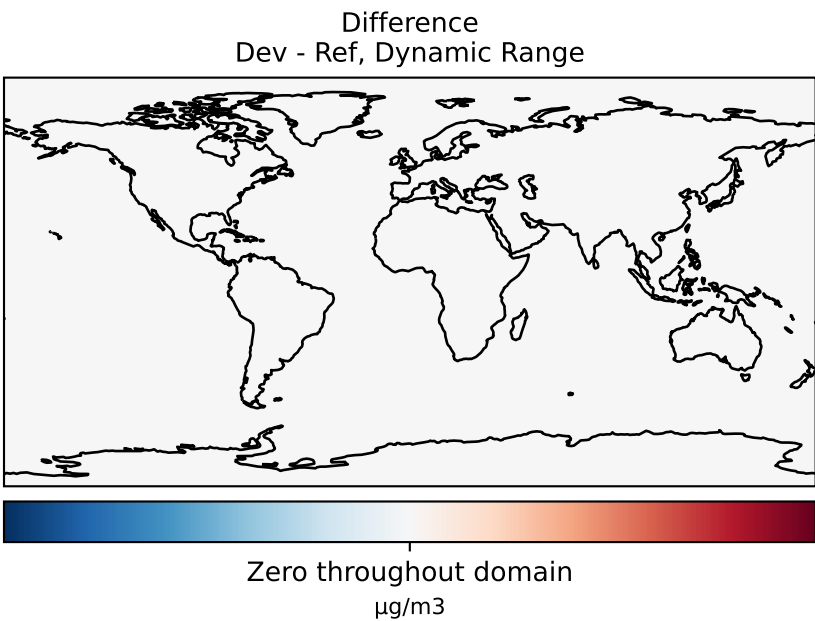 Difference
Dev - Ref, Dynamic Range
Zero throughout domain
μg/m3